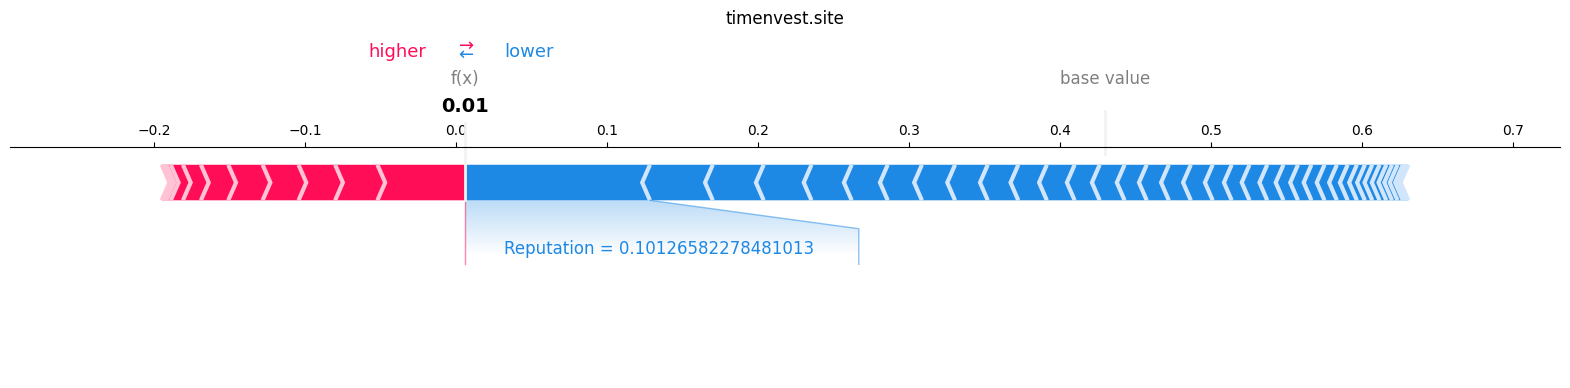 timenvest.site
higher ⇄ lower
f(x) base value
0.01
−0.2 −0.1 0.0 0.1 0.2 0.3 0.4 0.5 0.6 0.7
Reputation = 0.10126582278481013